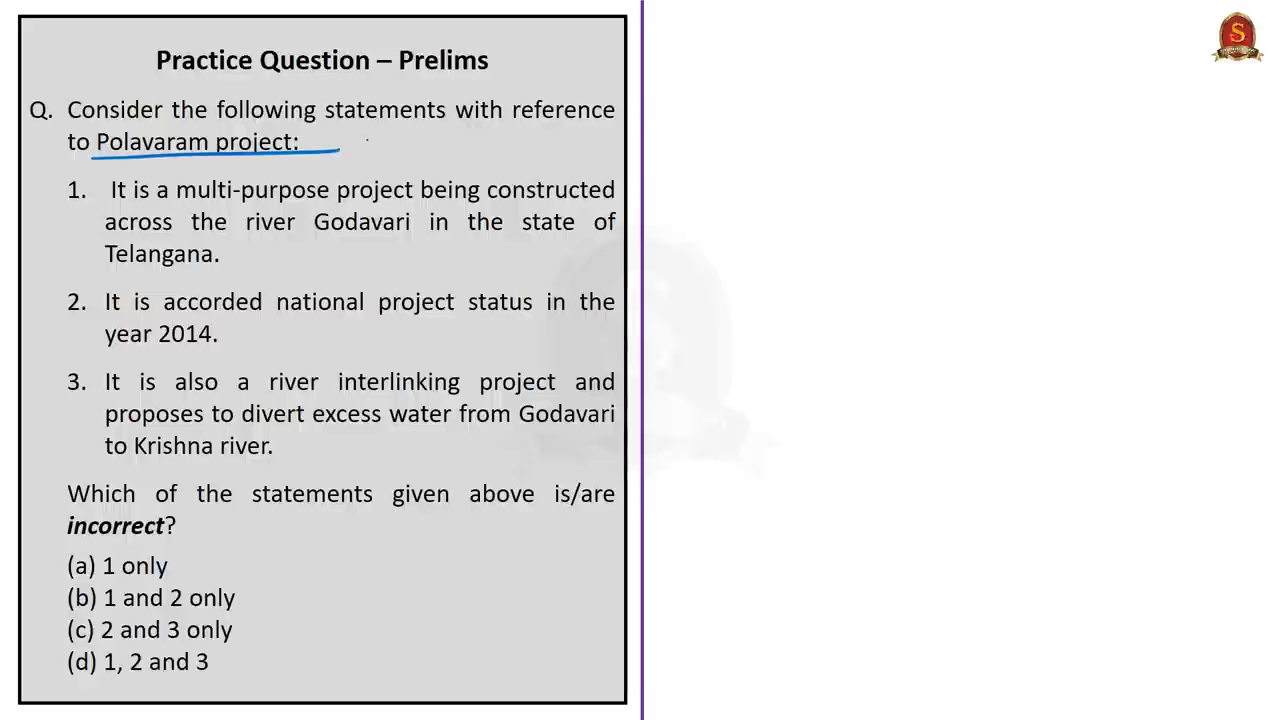 Practice Question – Prelims
Q. Consider the following statements with reference
to Polavaram project:
1. It is a multi-purpose project being constructed
across the river Godavari in the state of
Telangana.
2. It is accorded national project status in the
year 2014.
3. It is also a river interlinking project and
proposes to divert excess water from Godavari
to Krishna river.
Which of the statements given above is/are
incorrect?
(a) 1 only
(b) 1 and 2 only
(c) 2 and 3 only
(d) 1, 2 and 3
S